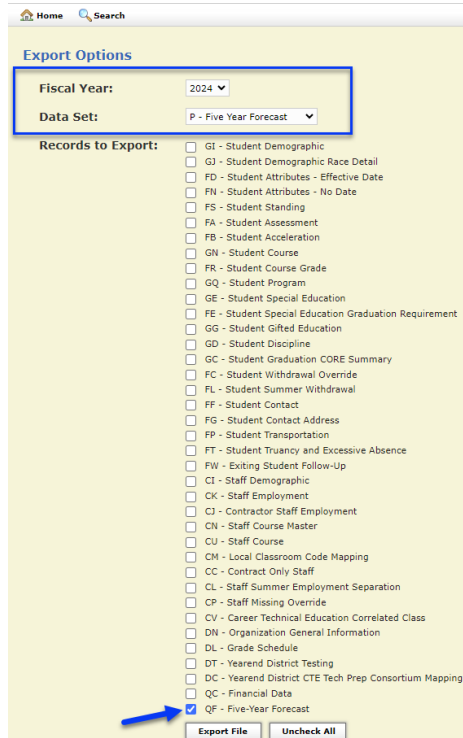 Home Search
Export Options
Fiscal Year: 2024
Data Set: P - Five Year Forecast
Records to Export: GI - Student Demographic
GJ - Student Demographic Race Detail
FD - Student Attributes - Effective Date
FN - Student Attributes - No Date
FS - Student Standing
FA - Student Assessment
FB - Student Acceleration
GN - Student Course
FR - Student Course Grade
GQ - Student Program
GE - Student Special Education
FE - Student Special Education Graduation Requirement
GG - Student Gifted Education
GD - Student Discipline
GC - Student Graduation CORE Summary
FC - Student Withdrawal Override
FL - Student Summer Withdrawal
FF - Student Contact
FG - Student Contact Address
FP - Student Transportation
FT - Student Truancy and Excessive Absence
FW - Exiting Student Follow-Up
CI - Staff Demographic
CK - Staff Employment
CJ - Contractor Staff Employment
CN - Staff Course Master
CU - Staff Course
CM - Local Classroom Code Mapping
CC - Contract Only Staff
CL - Staff Summer Employment Separation
CP - Staff Missing Override
CV - Career Technical Education Correlated Class
DN - Organization General Information
DL - Grade Schedule
DT - Yearend District Testing
DC - Yearend District CTE Tech Prep Consortium Mapping
QC - Financial Data
QF - Five-Year Forecast
Export File Uncheck All